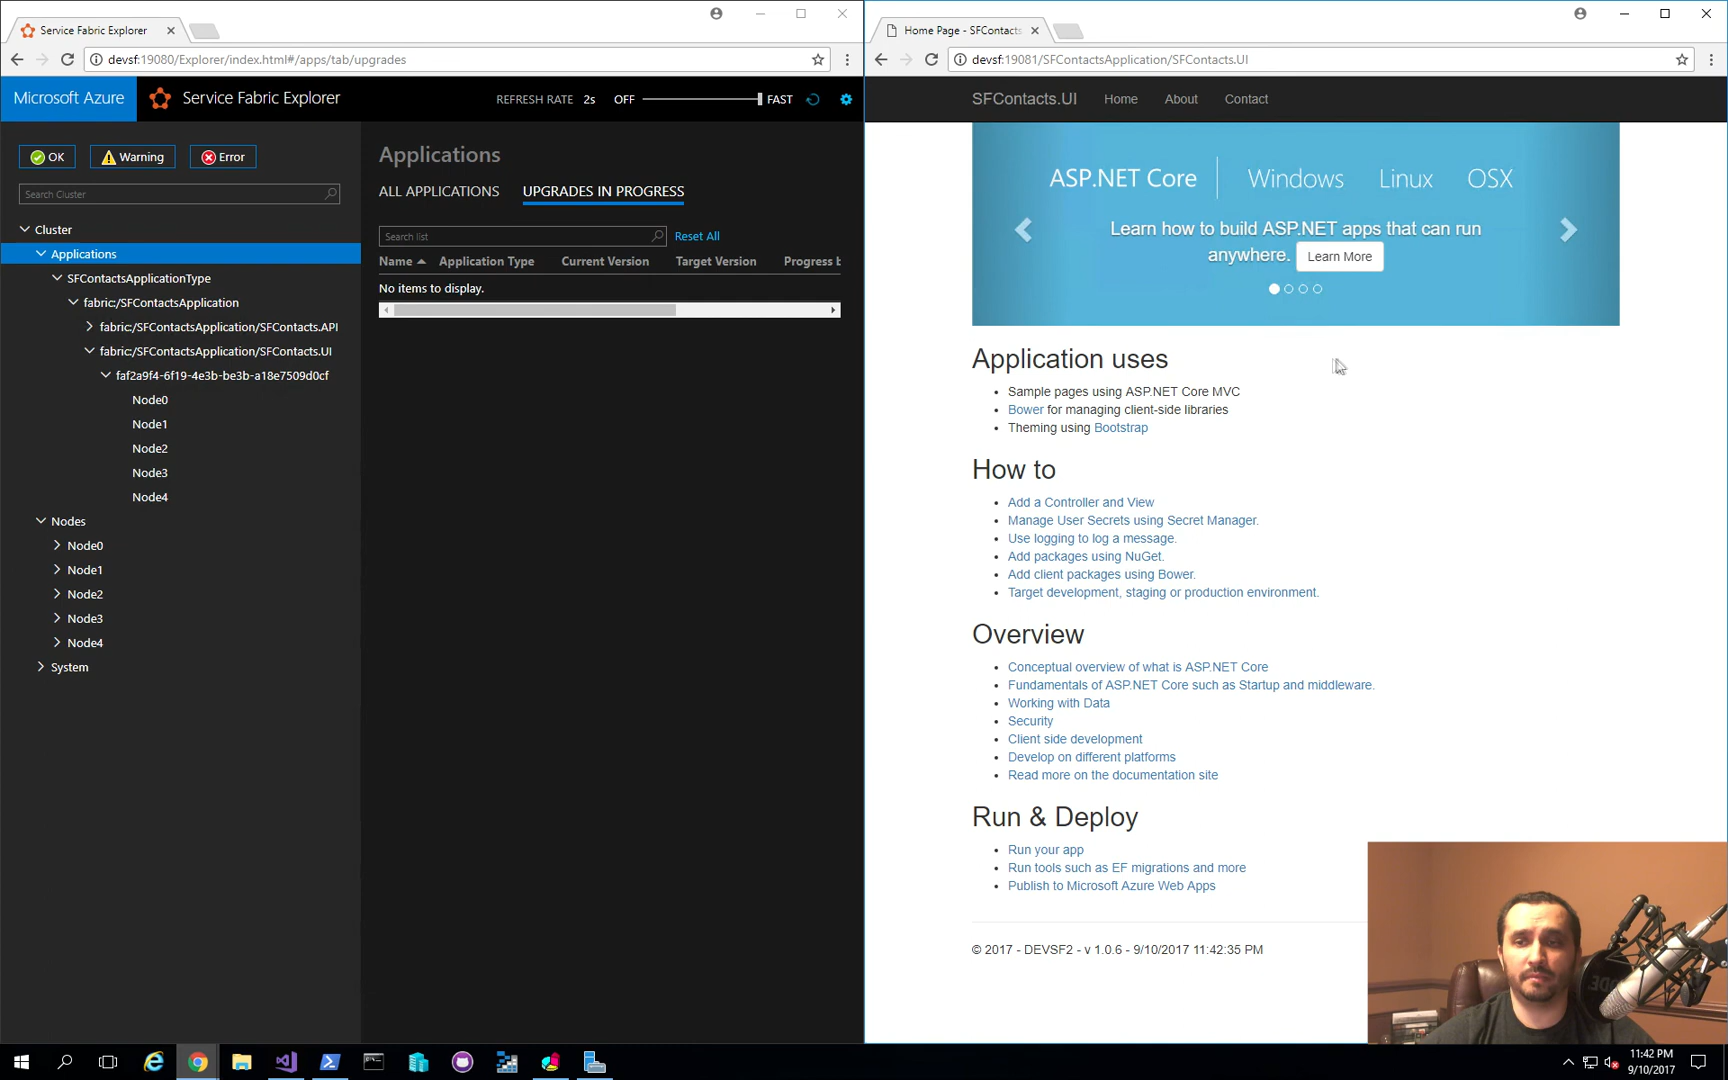 Service Fabric Explorer
devsf:19080/Explorer/index.html#/apps/tab/upgrades
Microsoft Azure
Service Fabric Explorer
REFRESH RATE 2s OFF FAST
OK
Warning
Error
Search Cluster
Cluster
Applications
SFContactsApplicationType
fabric:/SFContactsApplication
fabric:/SFContactsApplication/SFContacts.API
fabric:/SFContactsApplication/SFContacts.UI
faf2a9f4-6f19-4e3b-be3b-a18e7509d0cf
Node0
Node1
Node2
Node3
Node4
Nodes
Node0
Node1
Node2
Node3
Node4
System
Applications
ALL APPLICATIONS
UPGRADES IN PROGRESS
Search list
Reset All
Name Application Type Current Version Target Version Progress b
No items to display.
Home Page - SFContacts
devsf:19081/SFContactsApplication/SFContacts.UI
SFContacts.UI Home About Contact
ASP.NET Core Windows Linux OSX
Learn how to build ASP.NET apps that can run
anywhere. Learn More
Application uses
Sample pages using ASP.NET Core MVC
Bower for managing client-side libraries
Theming using Bootstrap
How to
Add a Controller and View
Manage User Secrets using Secret Manager.
Use logging to log a message.
Add packages using NuGet.
Add client packages using Bower.
Target development, staging or production environment.
Overview
Conceptual overview of what is ASP.NET Core
Fundamentals of ASP.NET Core such as Startup and middleware.
Working with Data
Security
Client side development
Develop on different platforms
Read more on the documentation site
Run & Deploy
Run your app
Run tools such as EF migrations and more
Publish to Microsoft Azure Web Apps
© 2017 - DEVSF2 - v 1.0.6 - 9/10/2017 11:42:35 PM
11:42 PM
9/10/2017